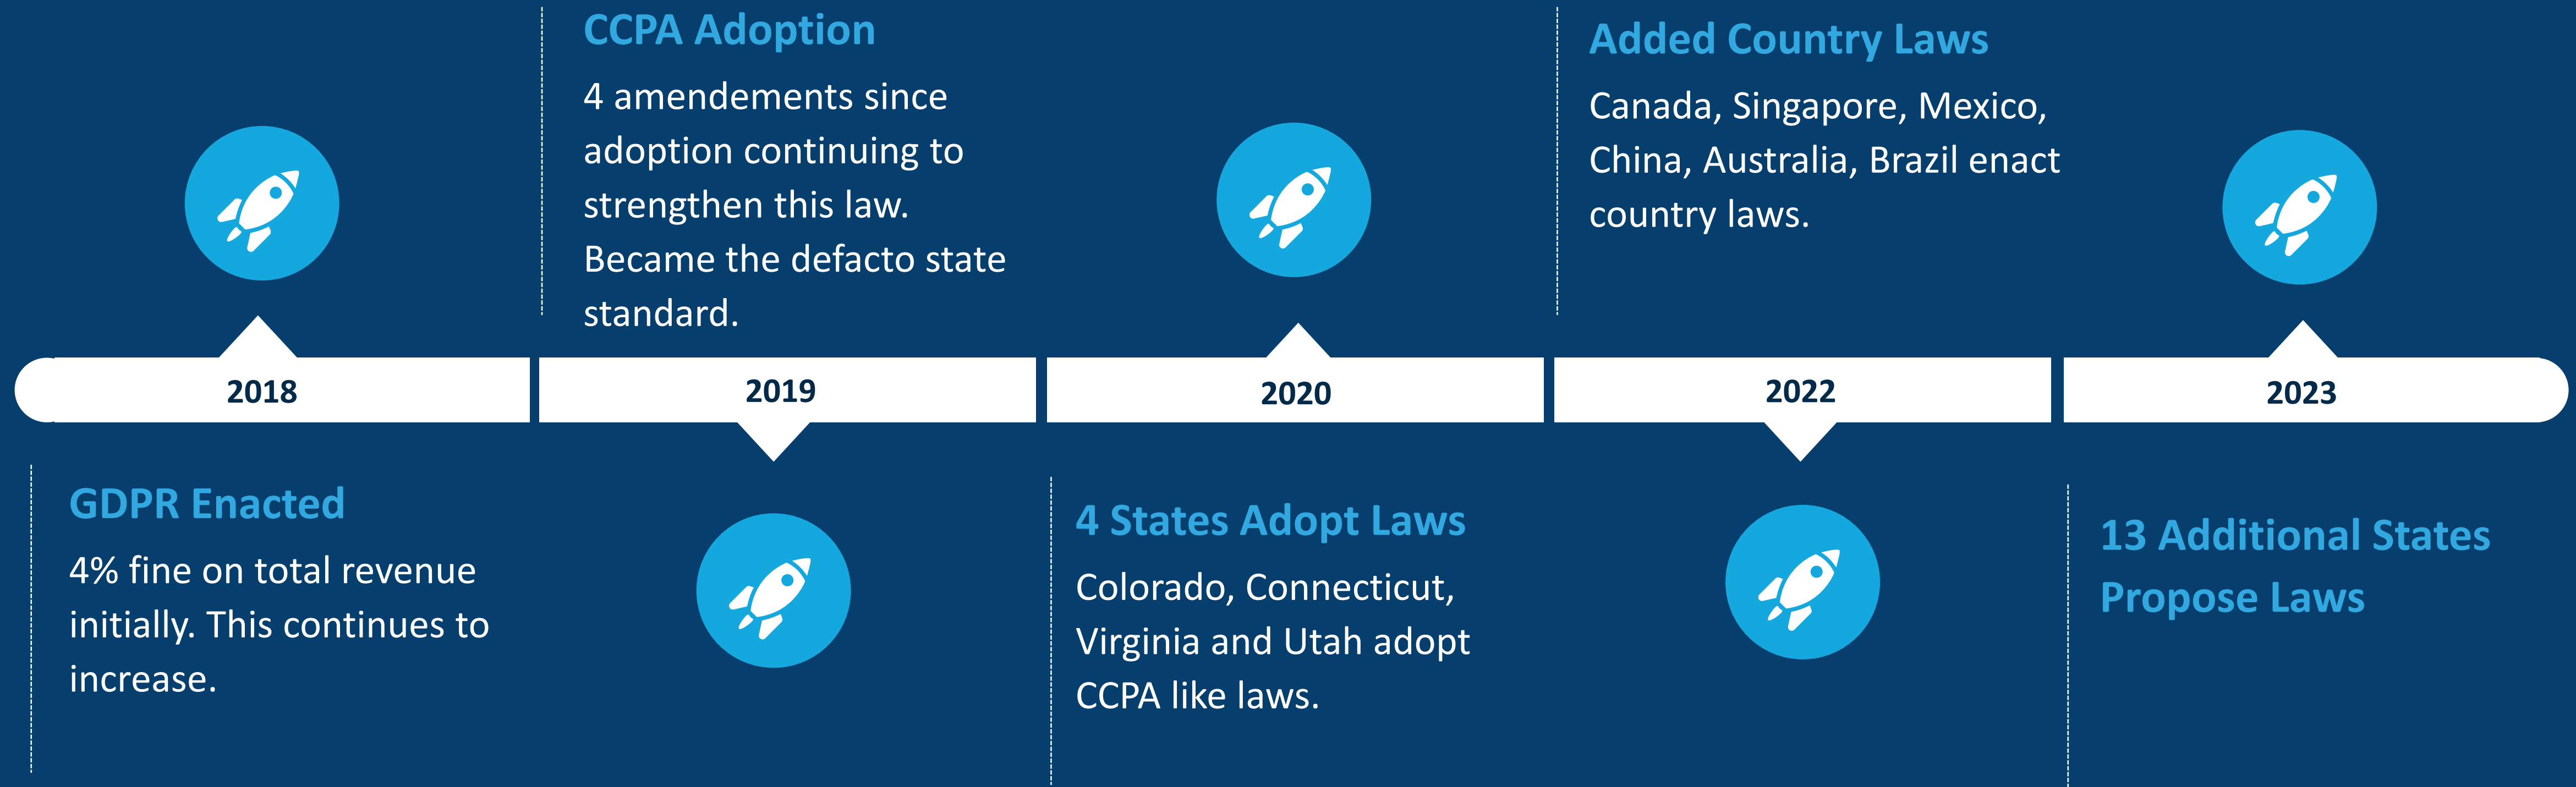 CCPA Adoption
4 amendements since
adoption continuing to
strengthen this law.
Became the defacto state
standard.
Added Country Laws
Canada, Singapore, Mexico,
China, Australia, Brazil enact
country laws.
2018
2019
2020
2022
2023
GDPR Enacted
4% fine on total revenue
initially. This continues to
increase.
4 States Adopt Laws
Colorado, Connecticut,
Virginia and Utah adopt
CCPA like laws.
13 Additional States
Propose Laws